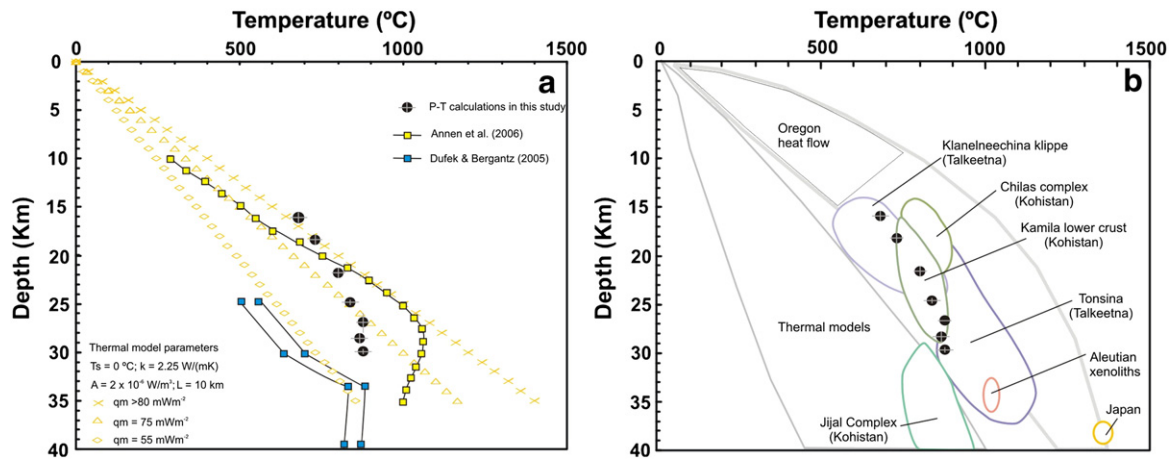 Temperature (ºC)
0 500 1000 1500
0
5
10
15
20
25
30
35
40
Depth (Km)
a
P-T calculations in this study
Annen et al. (2006)
Dufek & Bergantz (2005)
Thermal model parameters
Ts = 0 ºC; k = 2.25 W/(mK)
A = 2 x 10⁻⁶ W/m³; L = 10 km
qm >80 mWm⁻²
qm = 75 mWm⁻²
qm = 55 mWm⁻²
Temperature (ºC)
0 500 1000 1500
0
5
10
15
20
25
30
35
40
Depth (Km)
b
Oregon
heat flow
Klanelneechina klippe
(Talkeetna)
Chilas complex
(Kohistan)
Kamila lower crust
(Kohistan)
Tonsina
(Talkeetna)
Thermal models
Aleutian
xenoliths
Japan
Jijal Complex
(Kohistan)